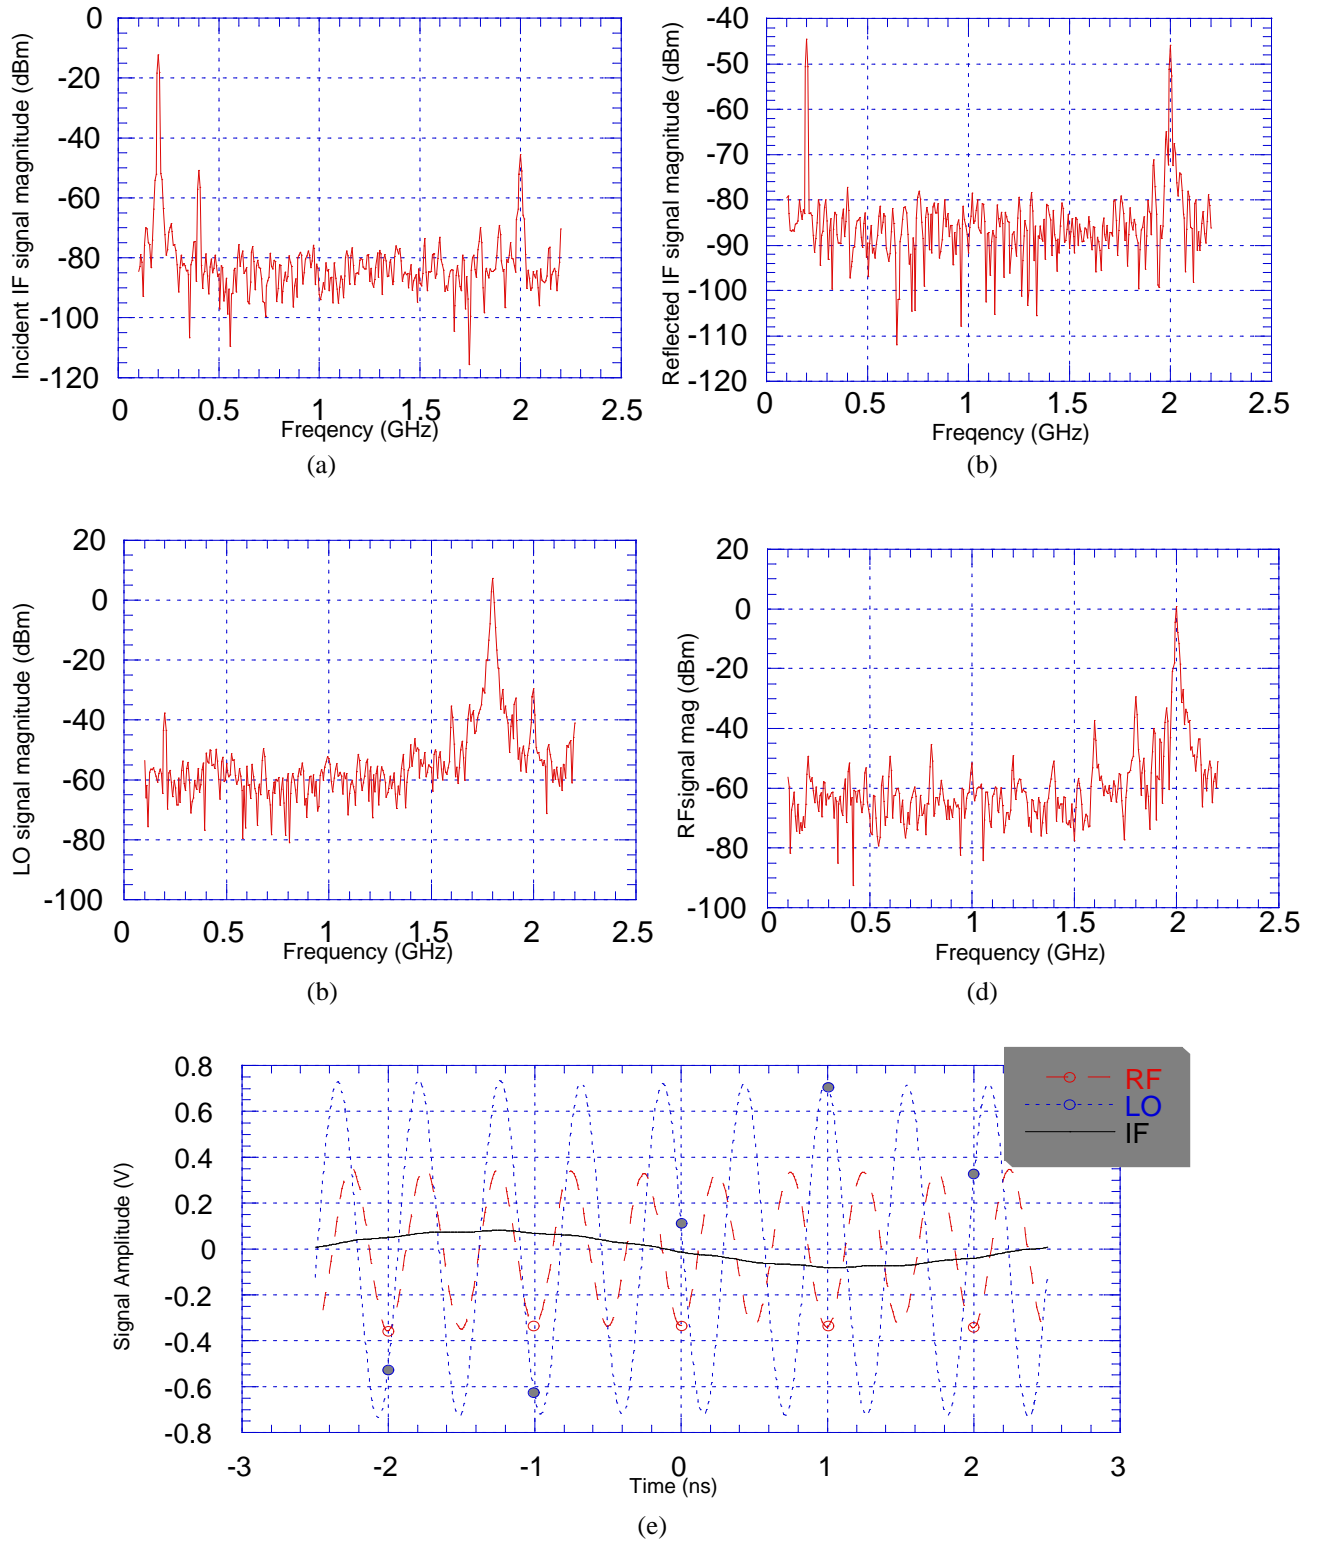 Incident IF signal magnitude (dBm)
0
-20
-40
-60
-80
-100
-120
0 0.5 1 1.5 2 2.5
Freqency (GHz)
(a)
Reflected IF signal magnitude (dBm)
-40
-50
-60
-70
-80
-90
-100
-110
-120
0 0.5 1 1.5 2 2.5
Freqency (GHz)
(b)
LO signal magnitude (dBm)
20
0
-20
-40
-60
-80
-100
0 0.5 1 1.5 2 2.5
Frequency (GHz)
(b)
RFsignal mag (dBm)
20
0
-20
-40
-60
-80
-100
0 0.5 1 1.5 2 2.5
Frequency (GHz)
(d)
Signal Amplitude (V)
0.8
0.6
0.4
0.2
0
-0.2
-0.4
-0.6
-0.8
-3 -2 -1 0 1 2 3
Time (ns)
RF
LO
IF
(e)